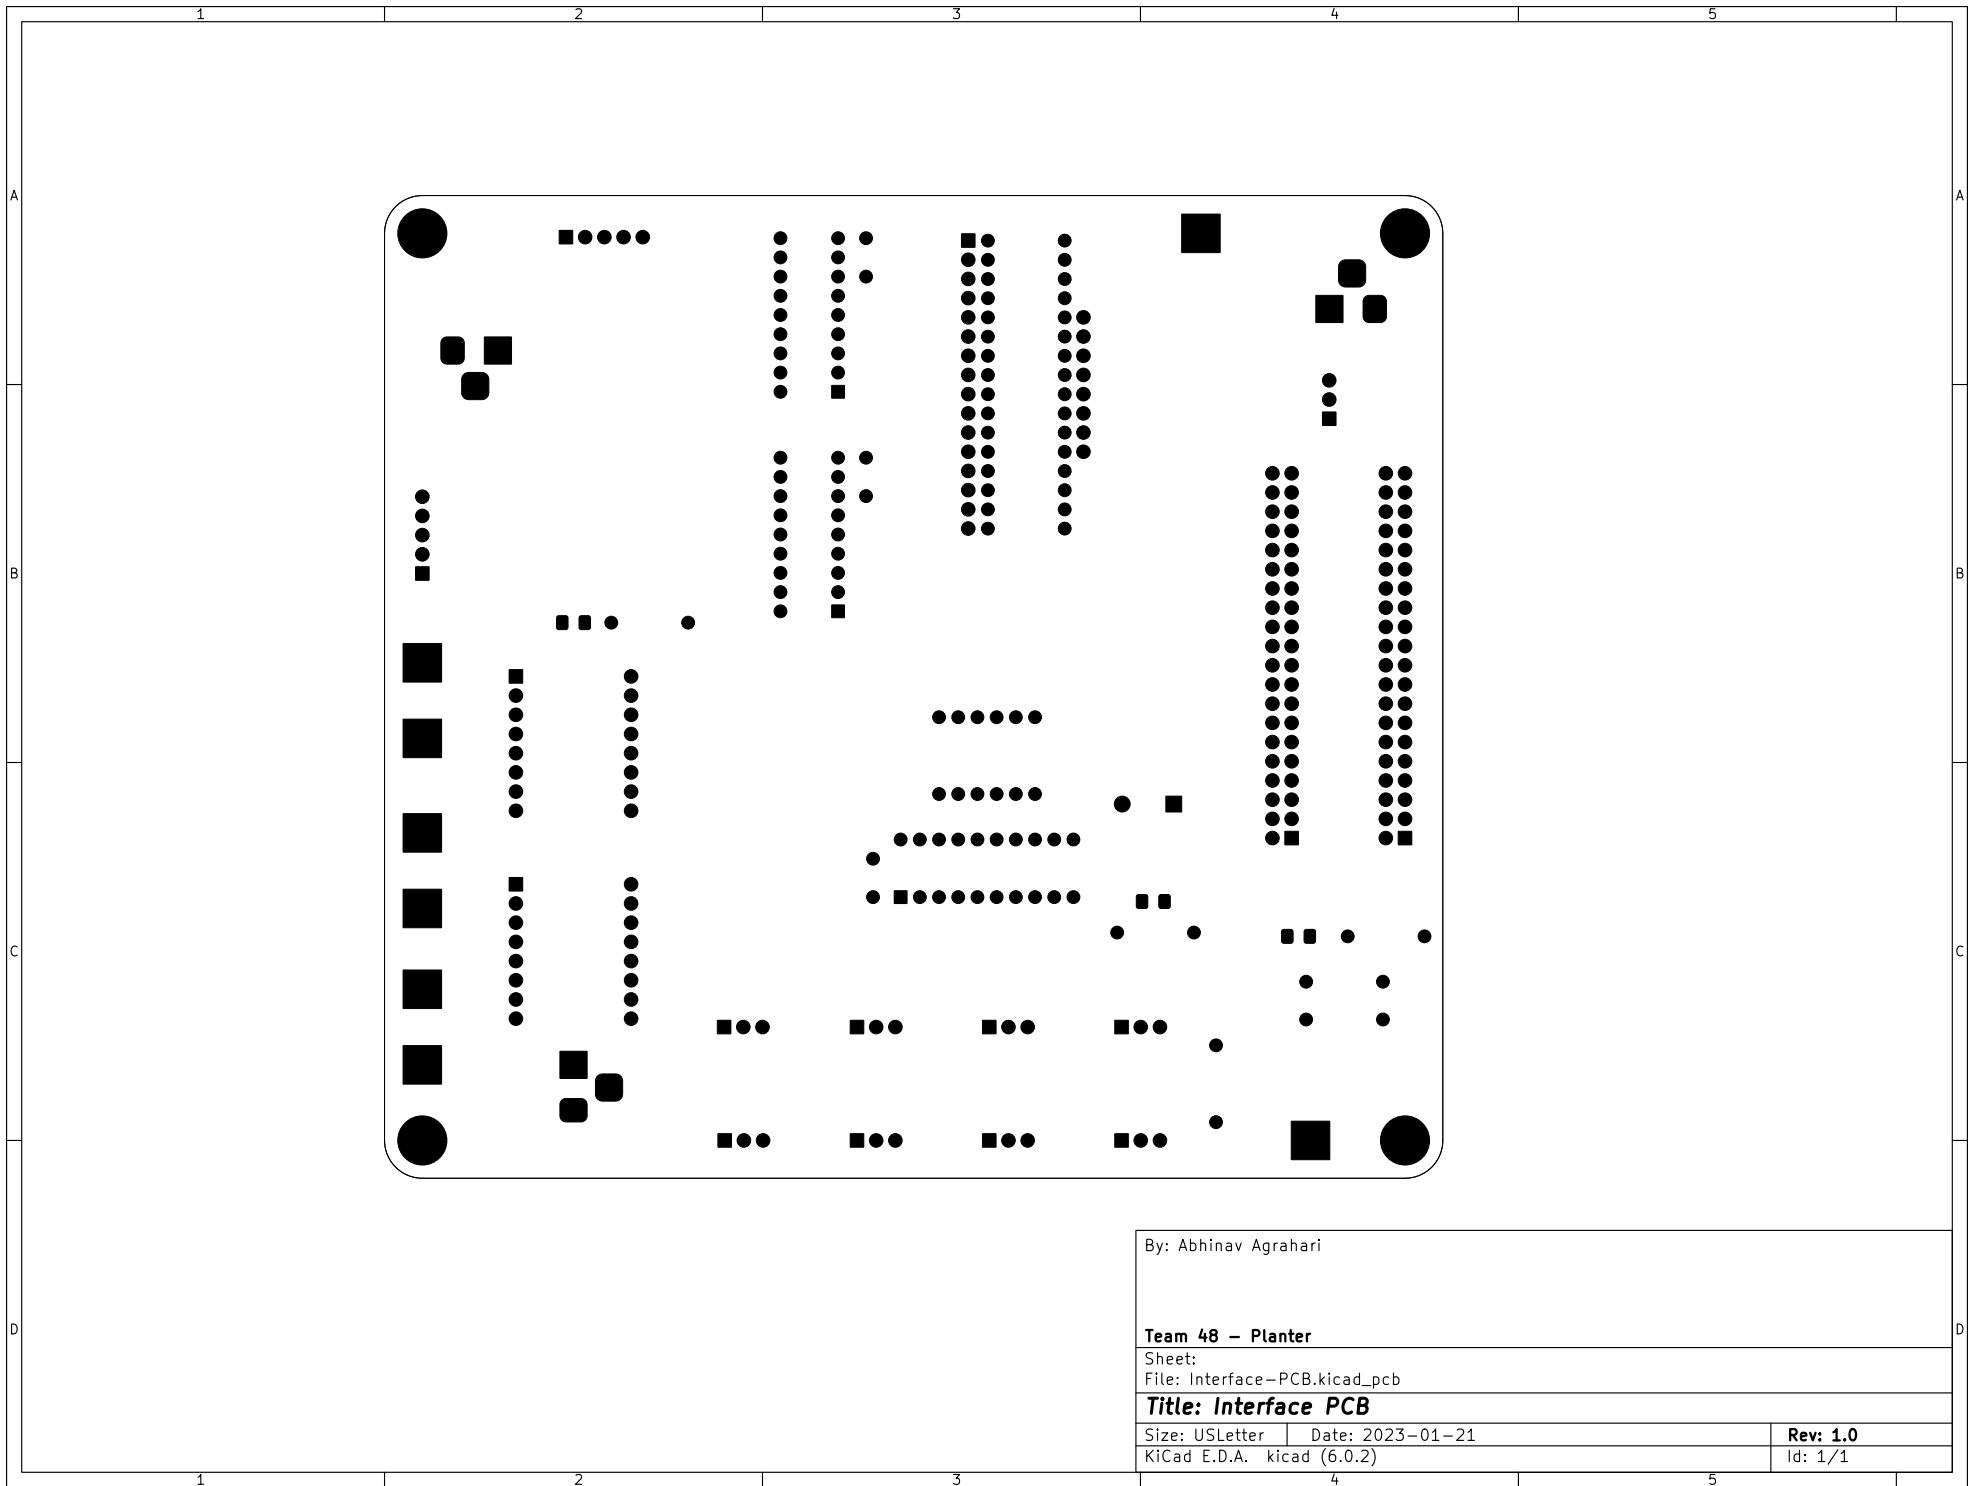 1 2 3 4 5
A A
B B
C C
By: Abhinav Agrahari
D D
Team 48 – Planter
Sheet:
File: Interface–PCB.kicad_pcb
Title: Interface PCB
Size: USLetter Date: 2023–01–21 Rev: 1.0
KiCad E.D.A. kicad (6.0.2) Id: 1/1
1 2 3 4 5